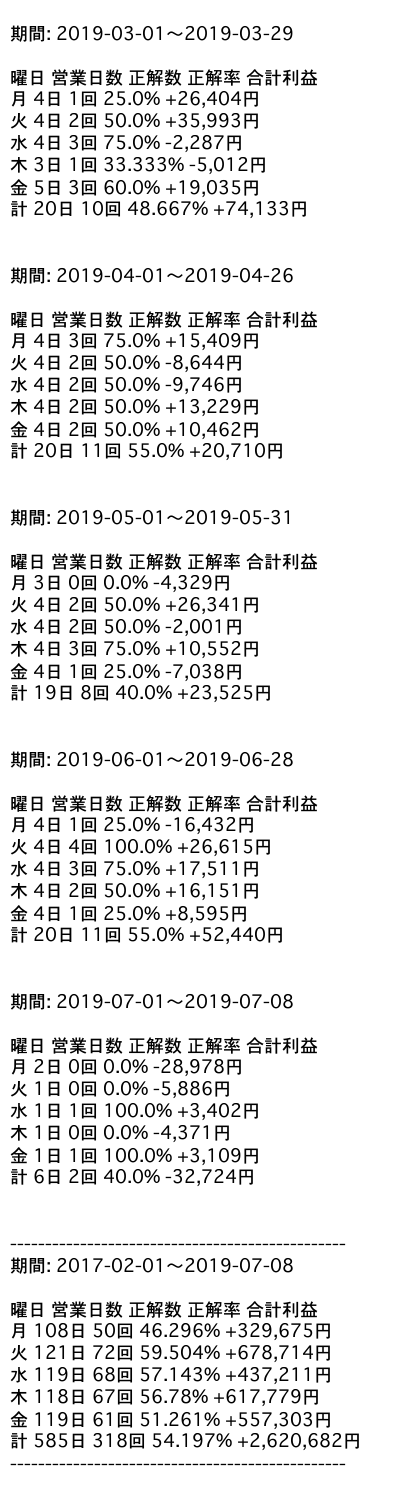 期間: 2019-03-01～2019-03-29
曜日 営業日数 正解数 正解率 合計利益
月 4日 1回 25.0% +26,404円
火 4日 2回 50.0% +35,993円
水 4日 3回 75.0% -2,287円
木 3日 1回 33.333% -5,012円
金 5日 3回 60.0% +19,035円
計 20日 10回 48.667% +74,133円
期間: 2019-04-01～2019-04-26
曜日 営業日数 正解数 正解率 合計利益
月 4日 3回 75.0% +15,409円
火 4日 2回 50.0% -8,644円
水 4日 2回 50.0% -9,746円
木 4日 2回 50.0% +13,229円
金 4日 2回 50.0% +10,462円
計 20日 11回 55.0% +20,710円
期間: 2019-05-01～2019-05-31
曜日 営業日数 正解数 正解率 合計利益
月 3日 0回 0.0% -4,329円
火 4日 2回 50.0% +26,341円
水 4日 2回 50.0% -2,001円
木 4日 3回 75.0% +10,552円
金 4日 1回 25.0% -7,038円
計 19日 8回 40.0% +23,525円
期間: 2019-06-01～2019-06-28
曜日 営業日数 正解数 正解率 合計利益
月 4日 1回 25.0% -16,432円
火 4日 4回 100.0% +26,615円
水 4日 3回 75.0% +17,511円
木 4日 2回 50.0% +16,151円
金 4日 1回 25.0% +8,595円
計 20日 11回 55.0% +52,440円
期間: 2019-07-01～2019-07-08
曜日 営業日数 正解数 正解率 合計利益
月 2日 0回 0.0% -28,978円
火 1日 0回 0.0% -5,886円
水 1日 1回 100.0% +3,402円
木 1日 0回 0.0% -4,371円
金 1日 1回 100.0% +3,109円
計 6日 2回 40.0% -32,724円
------------------------------------------------
期間: 2017-02-01～2019-07-08
曜日 営業日数 正解数 正解率 合計利益
月 108日 50回 46.296% +329,675円
火 121日 72回 59.504% +678,714円
水 119日 68回 57.143% +437,211円
木 118日 67回 56.78% +617,779円
金 119日 61回 51.261% +557,303円
計 585日 318回 54.197% +2,620,682円
------------------------------------------------